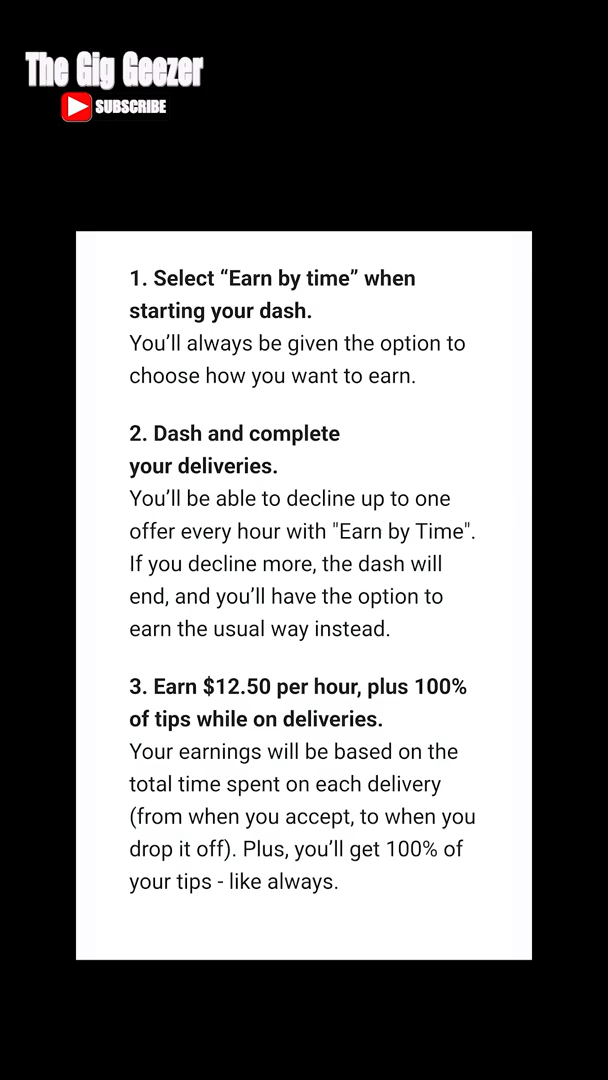 The Gig Geezer
SUBSCRIBE
1. Select “Earn by time” when
starting your dash.
You’ll always be given the option to
choose how you want to earn.
2. Dash and complete
your deliveries.
You’ll be able to decline up to one
offer every hour with "Earn by Time".
If you decline more, the dash will
end, and you’ll have the option to
earn the usual way instead.
3. Earn $12.50 per hour, plus 100%
of tips while on deliveries.
Your earnings will be based on the
total time spent on each delivery
(from when you accept, to when you
drop it off). Plus, you’ll get 100% of
your tips - like always.